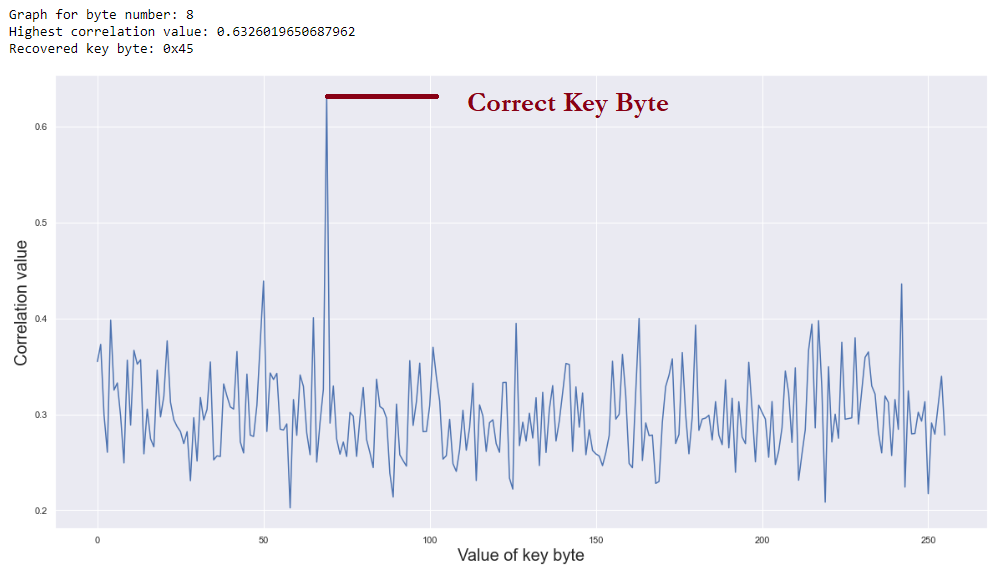 Graph for byte number: 8
Highest correlation value: 0.6326019650687962
Recovered key byte: 0x45
Correct Key Byte
0.6
0.5
0.4
0.3
0.2
Correlation value
0 50 100 150 200 250
Value of key byte